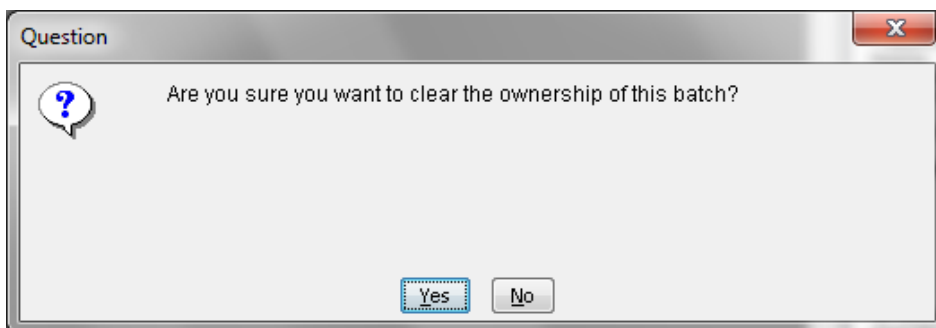 Question
X
Are you sure you want to clear the ownership of this batch?
?
Yes
No